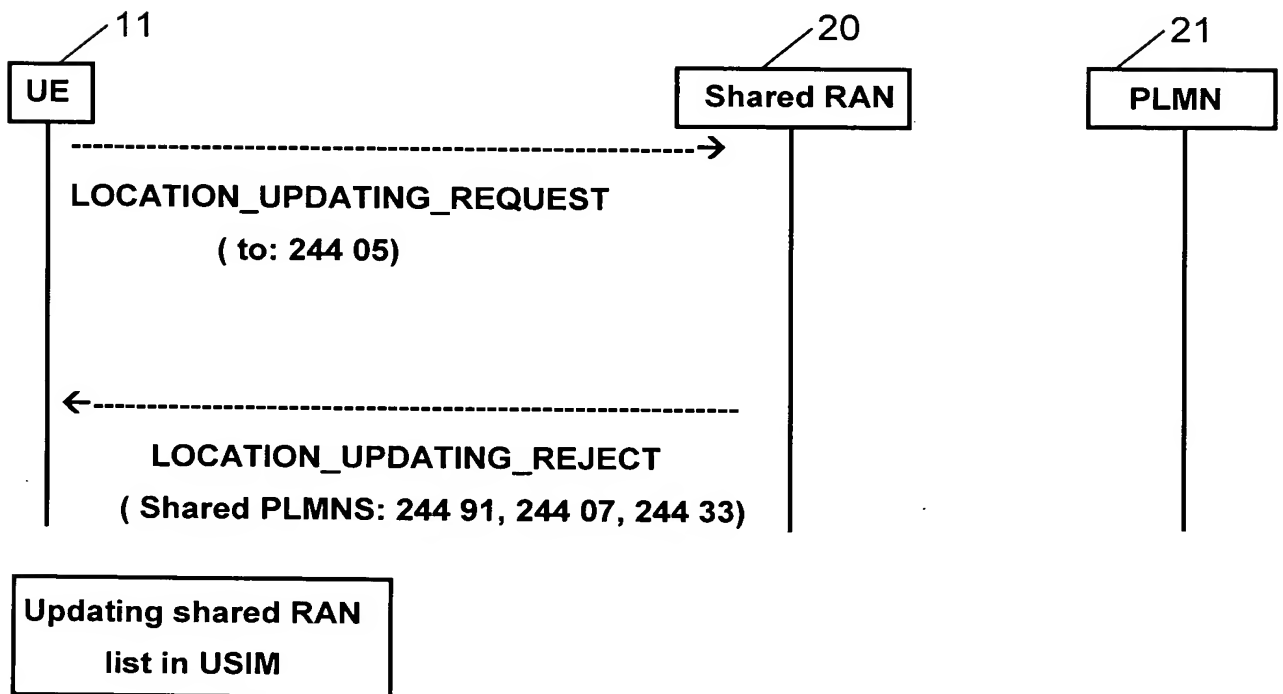 11
20
21
UE
Shared RAN
PLMN
LOCATION_UPDATING_REQUEST
( to: 244 05)
LOCATION_UPDATING_REJECT
( Shared PLMNS: 244 91, 244 07, 244 33)
Updating shared RAN
list in USIM